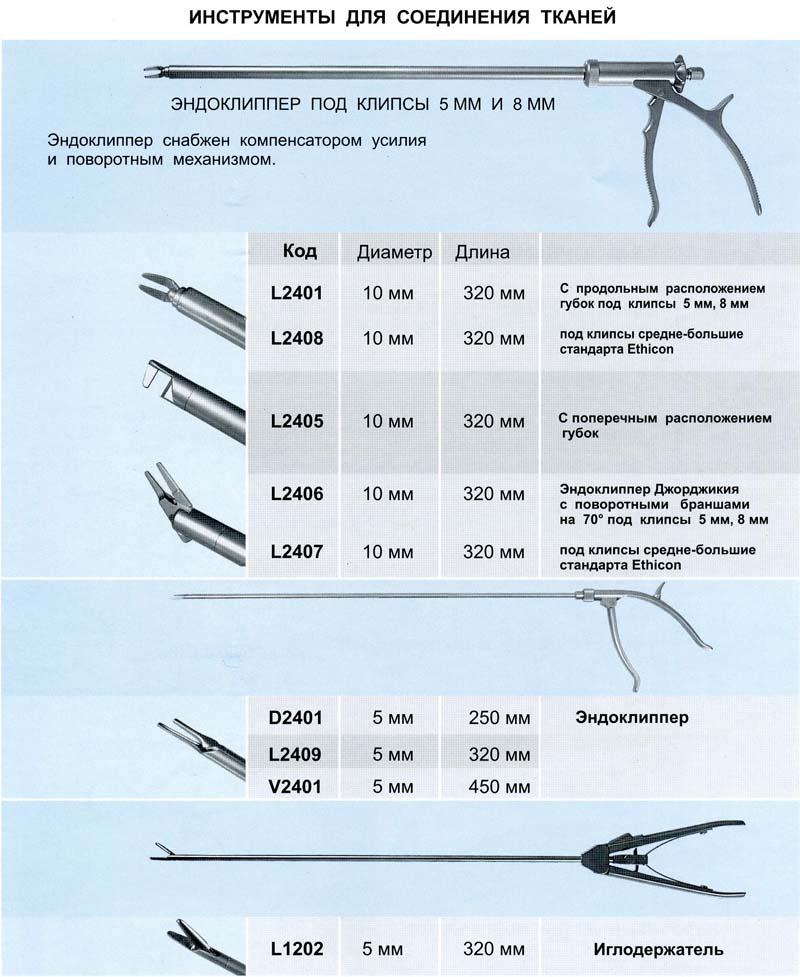 ИНСТРУМЕНТЫ ДЛЯ СОЕДИНЕНИЯ ТКАНЕЙ
ЭНДОКЛИППЕР ПОД КЛИПСЫ 5 ММ И 8 ММ
Эндоклиппер снабжен компенсатором усилия
и поворотным механизмом.
Код Диаметр Длина
L2401 10 мм 320 мм С продольным расположением
губок под клипсы 5 мм, 8 мм
L2408 10 мм 320 мм под клипсы средне-большие
стандарта Ethicon
L2405 10 мм 320 мм С поперечным расположением
губок
L2406 10 мм 320 мм Эндоклиппер Джорджикия
с поворотными браншами
на 70° под клипсы 5 мм, 8 мм
L2407 10 мм 320 мм под клипсы средне-большие
стандарта Ethicon
D2401 5 мм 250 мм Эндоклиппер
L2409 5 мм 320 мм
V2401 5 мм 450 мм
L1202 5 мм 320 мм Иглодержатель